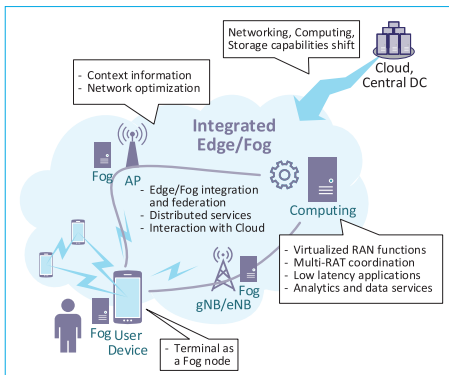 Networking, Computing,
Storage capabilities shift
Cloud,
Central DC
- Context information
- Network optimization
Integrated
Edge/Fog
Fog
AP
- Edge/Fog integration
and federation
- Distributed services
- Interaction with Cloud
Computing
- Virtualized RAN functions
- Multi-RAT coordination
- Low latency applications
- Analytics and data services
Fog
gNB/eNB
Fog
User
Device
- Terminal as
a Fog node